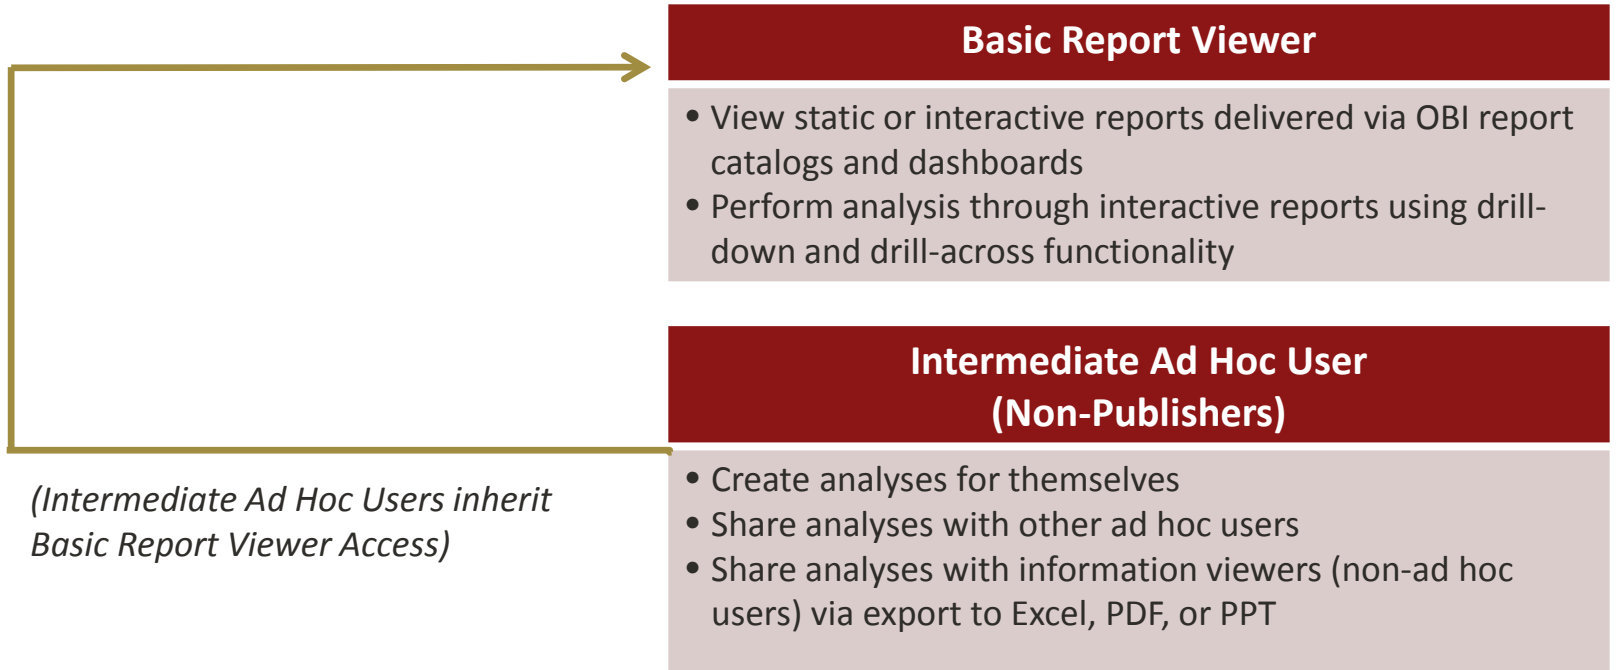 Basic Report Viewer
• View static or interactive reports delivered via OBI report
catalogs and dashboards
• Perform analysis through interactive reports using drill-
down and drill-across functionality
Intermediate Ad Hoc User
(Non-Publishers)
(Intermediate Ad Hoc Users inherit
Basic Report Viewer Access)
• Create analyses for themselves
• Share analyses with other ad hoc users
• Share analyses with information viewers (non-ad hoc
users) via export to Excel, PDF, or PPT